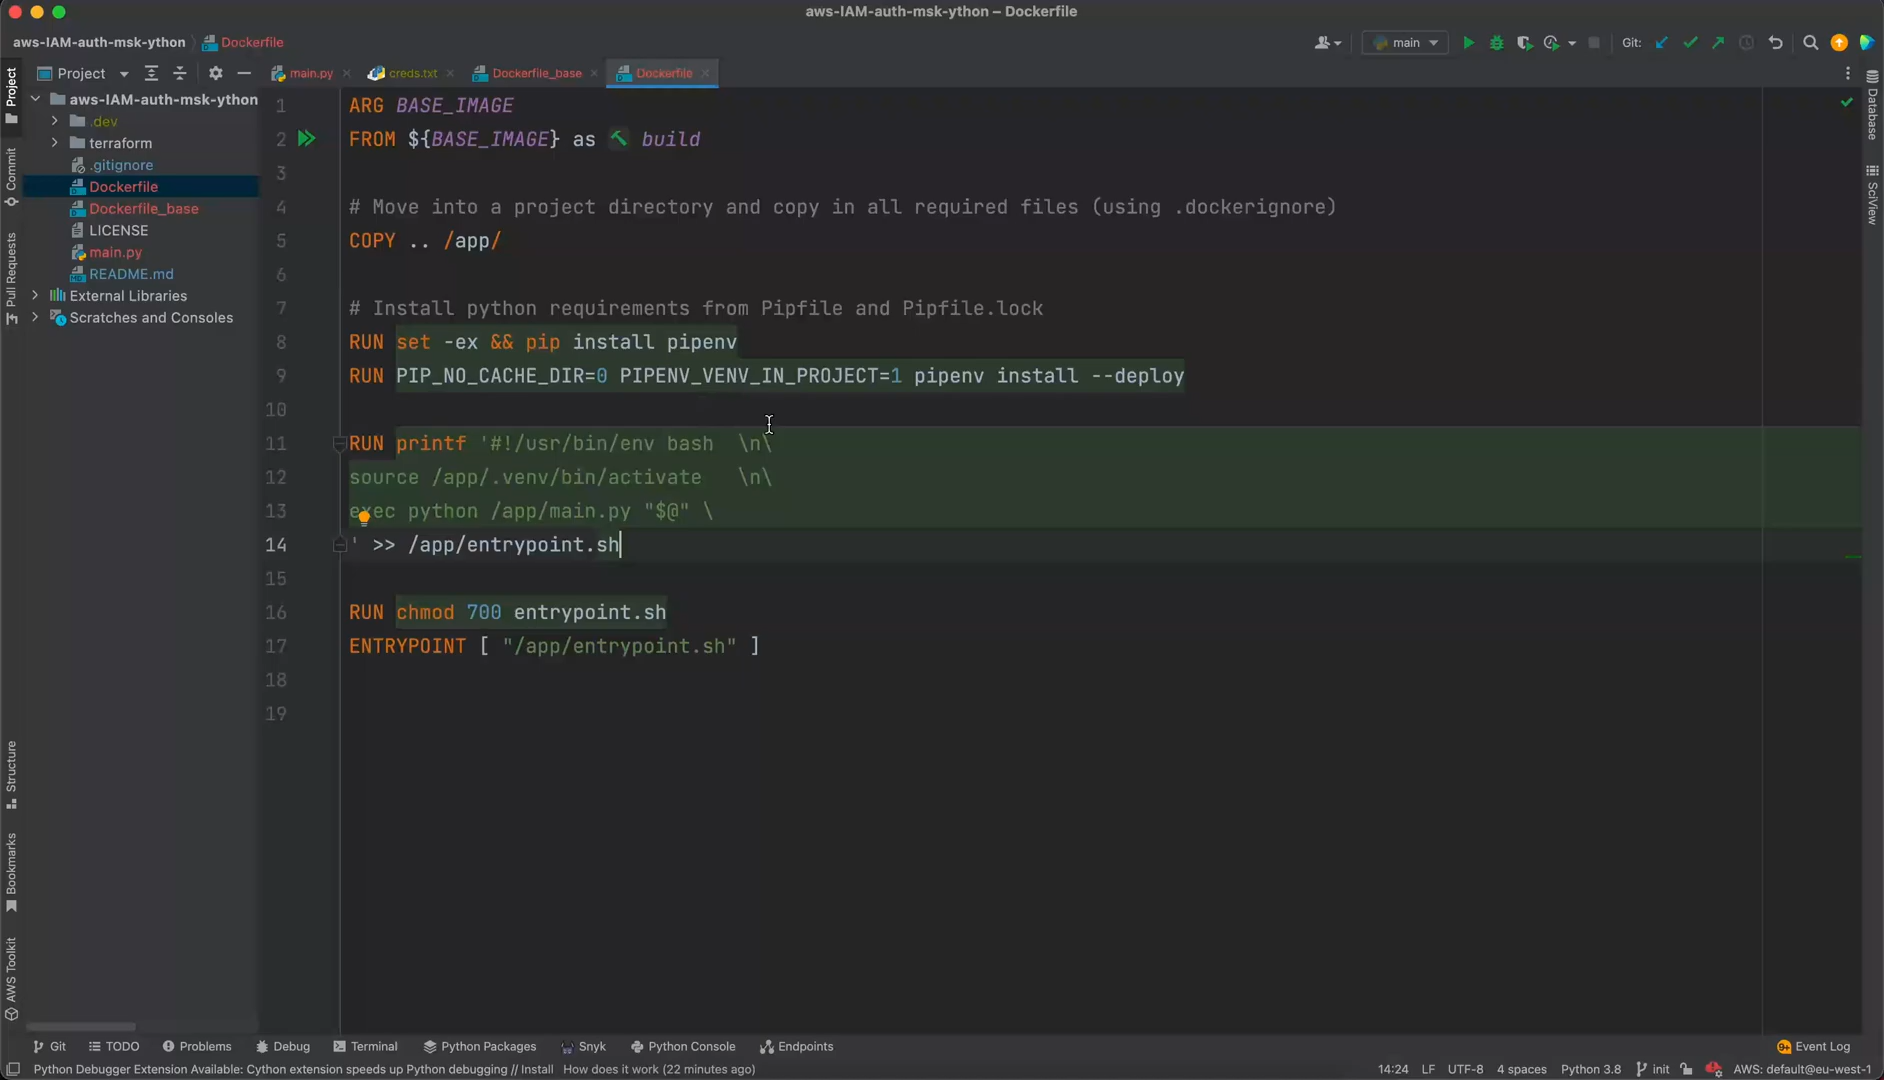 aws-IAM-auth-msk-ython – Dockerfile
aws-IAM-auth-msk-ython
Dockerfile
main
Git:
Project
main.py
creds.txt
Dockerfile_base
Dockerfile
aws-IAM-auth-msk-ython
.dev
terraform
.gitignore
Dockerfile
Dockerfile_base
LICENSE
main.py
README.md
External Libraries
Scratches and Consoles
Project
Commit
Pull Requests
Structure
Bookmarks
AWS Toolkit
1 ARG BASE_IMAGE
2 FROM ${BASE_IMAGE} as build
3
4 # Move into a project directory and copy in all required files (using .dockerignore)
5 COPY .. /app/
6
7 # Install python requirements from Pipfile and Pipfile.lock
8 RUN set -ex && pip install pipenv
9 RUN PIP_NO_CACHE_DIR=0 PIPENV_VENV_IN_PROJECT=1 pipenv install --deploy
10
11 RUN printf '#!/usr/bin/env bash  \n\
12 source /app/.venv/bin/activate   \n\
13 exec python /app/main.py "$@" \
14 ' >> /app/entrypoint.sh
15
16 RUN chmod 700 entrypoint.sh
17 ENTRYPOINT [ "/app/entrypoint.sh" ]
18
19
Database
SciView
Git
TODO
Problems
Debug
Terminal
Python Packages
Snyk
Python Console
Endpoints
9+ Event Log
Python Debugger Extension Available: Cython extension speeds up Python debugging // Install How does it work (22 minutes ago)
14:24 LF UTF-8 4 spaces Python 3.8 init AWS: default@eu-west-1